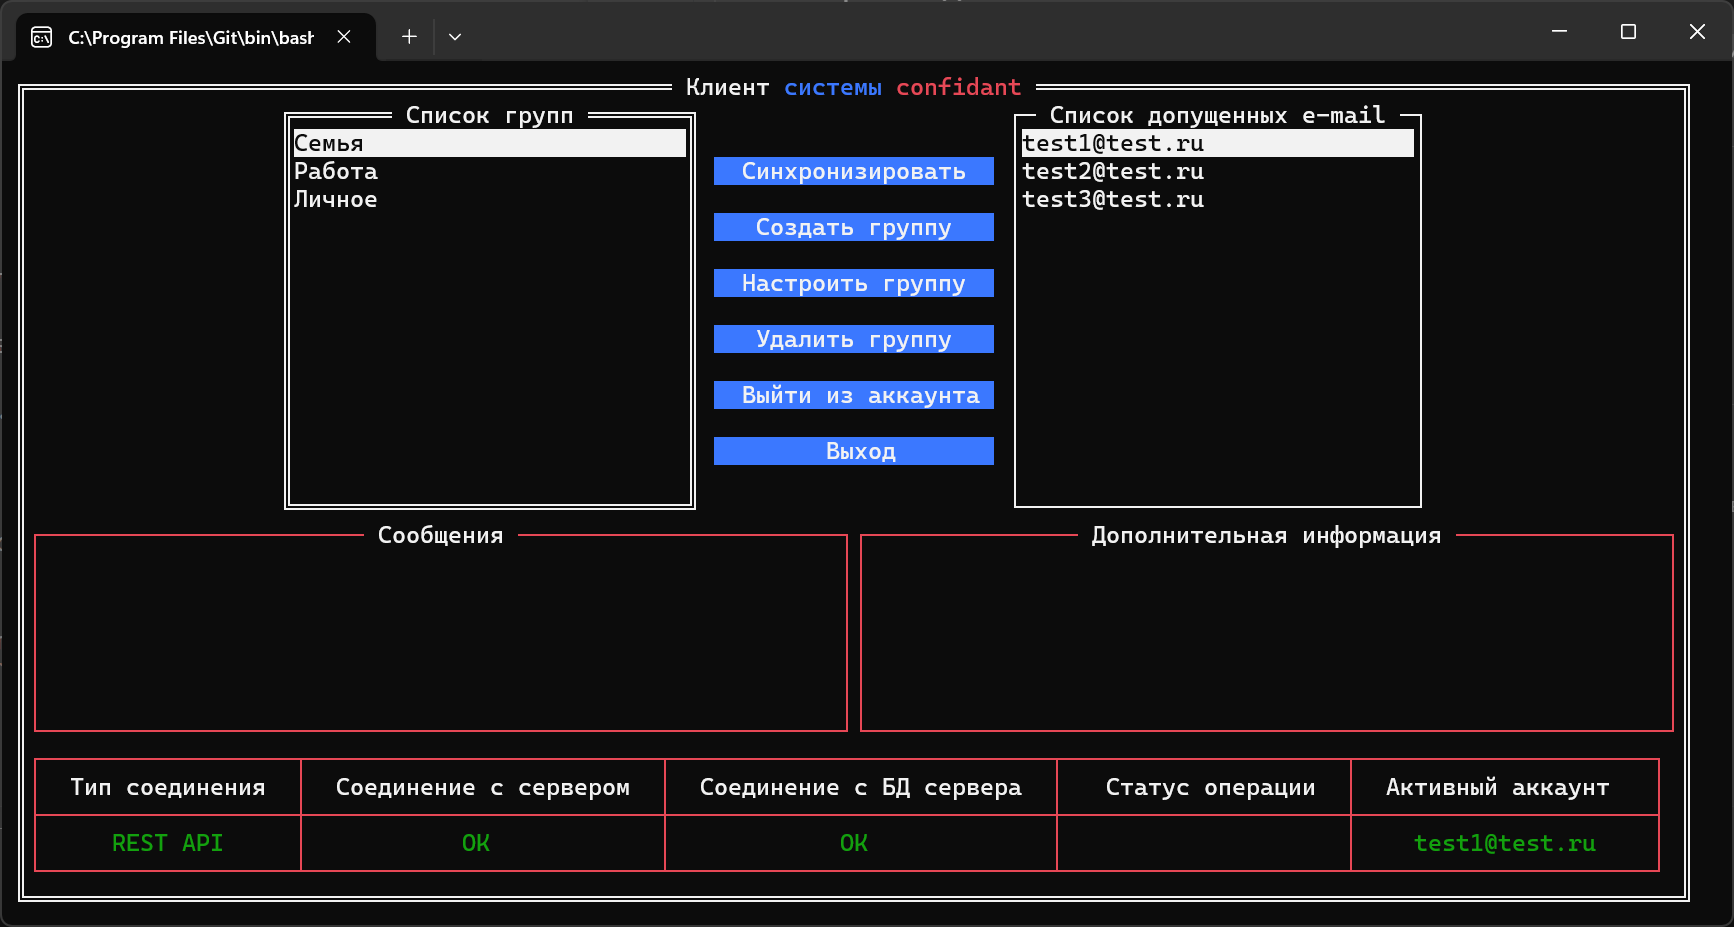 C:\Program Files\Git\bin\bash
Клиент системы confidant
Список групп
Семья
Работа
Личное
Синхронизировать
Создать группу
Настроить группу
Удалить группу
Выйти из аккаунта
Выход
Список допущенных e-mail
test1@test.ru
test2@test.ru
test3@test.ru
Сообщения
Дополнительная информация
Тип соединения Соединение с сервером Соединение с БД сервера Статус операции Активный аккаунт
REST API OK OK test1@test.ru